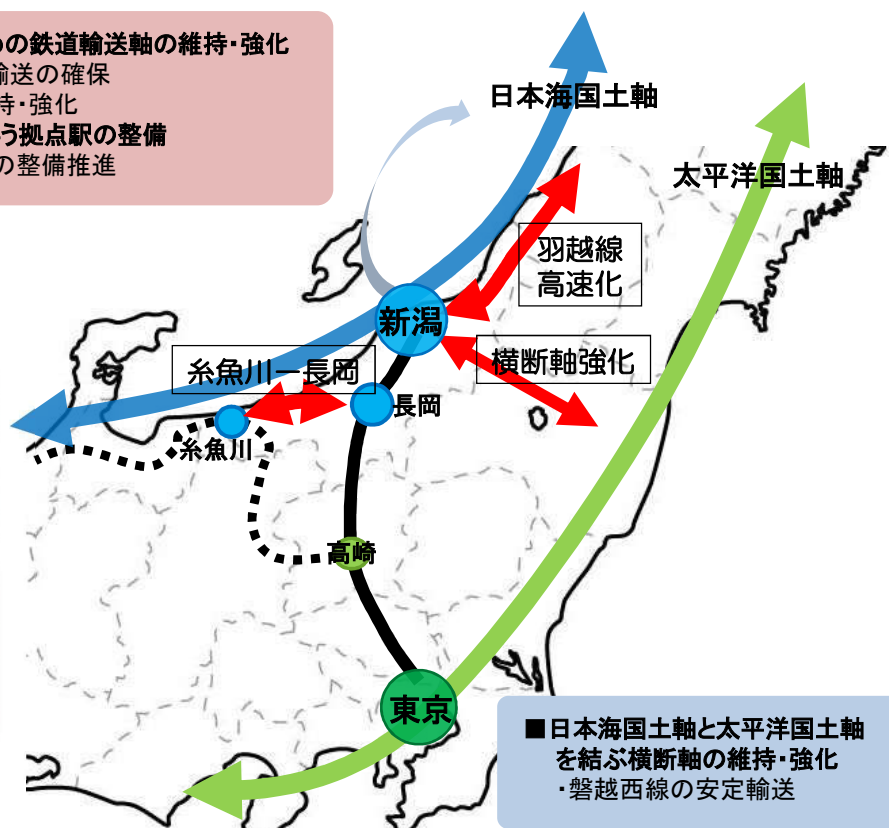 の鉄道輸送軸の維持・強化
輸送の確保
持・強化
う拠点駅の整備
の整備推進
日本海国土軸
太平洋国土軸
羽越線
高速化
新潟
横断軸強化
糸魚川ー長岡
長岡
糸魚川
高崎
東京
■日本海国土軸と太平洋国土軸
を結ぶ横断軸の維持・強化
・磐越西線の安定輸送